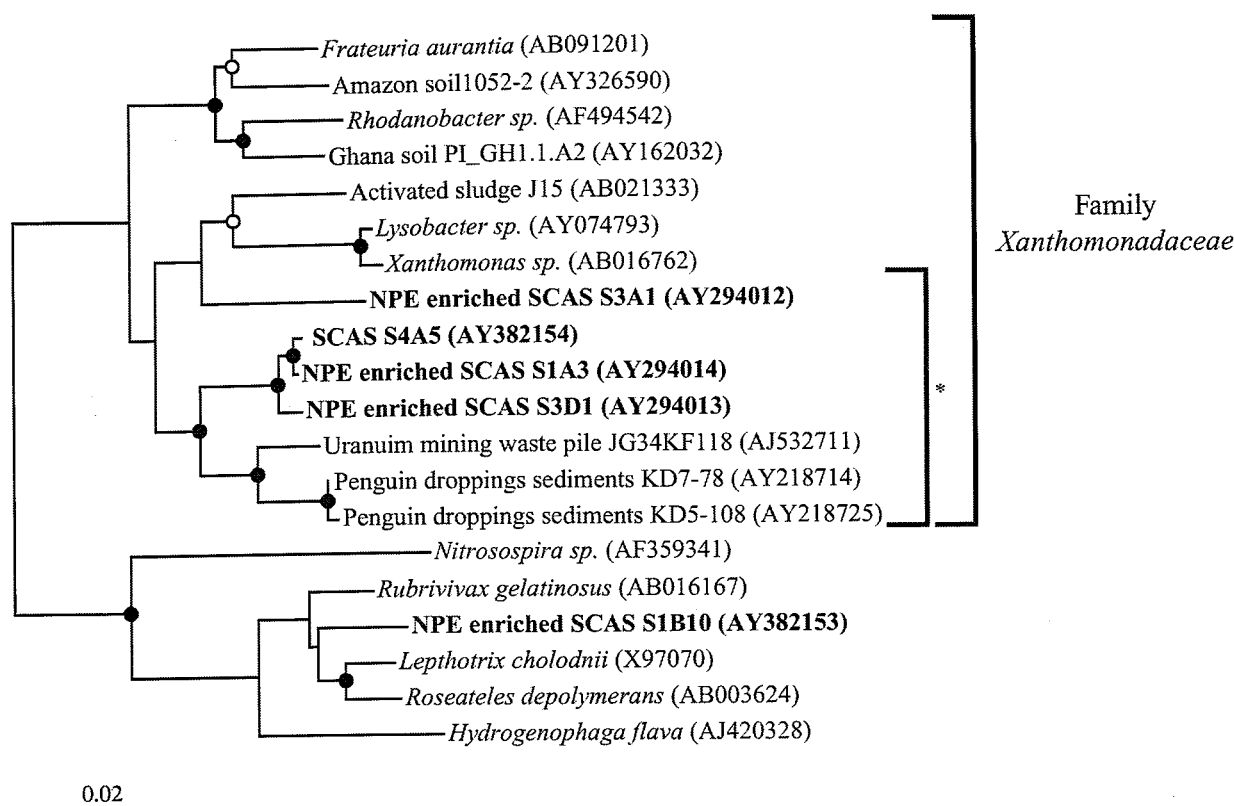 Frateuria aurantia (AB091201)
Amazon soil1052-2 (AY326590)
Rhodanobacter sp. (AF494542)
Ghana soil PI_GH1.1.A2 (AY162032)
Activated sludge J15 (AB021333)
Lysobacter sp. (AY074793)
Xanthomonas sp. (AB016762)
NPE enriched SCAS S3A1 (AY294012)
SCAS S4A5 (AY382154)
NPE enriched SCAS S1A3 (AY294014)
NPE enriched SCAS S3D1 (AY294013)
Uranuim mining waste pile JG34KF118 (AJ532711)
Penguin droppings sediments KD7-78 (AY218714)
Penguin droppings sediments KD5-108 (AY218725)
Nitrosospira sp. (AF359341)
Rubrivivax gelatinosus (AB016167)
NPE enriched SCAS S1B10 (AY382153)
Lepthotrix cholodnii (X97070)
Roseateles depolymerans (AB003624)
Hydrogenophaga flava (AJ420328)
Family
Xanthomonadaceae
*
0.02